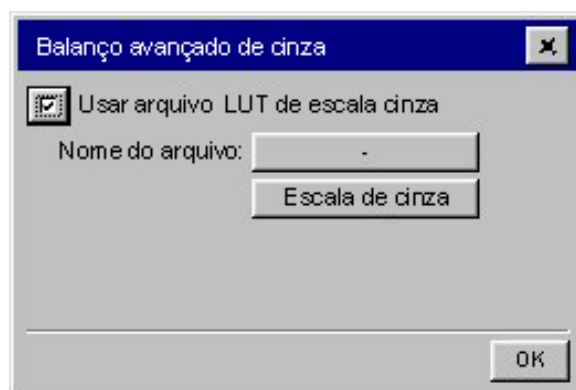 Balanço avançado de cinza
Usar arquivo LUT de escala cinza
Nome do arquivo: -
Escala de cinza
OK